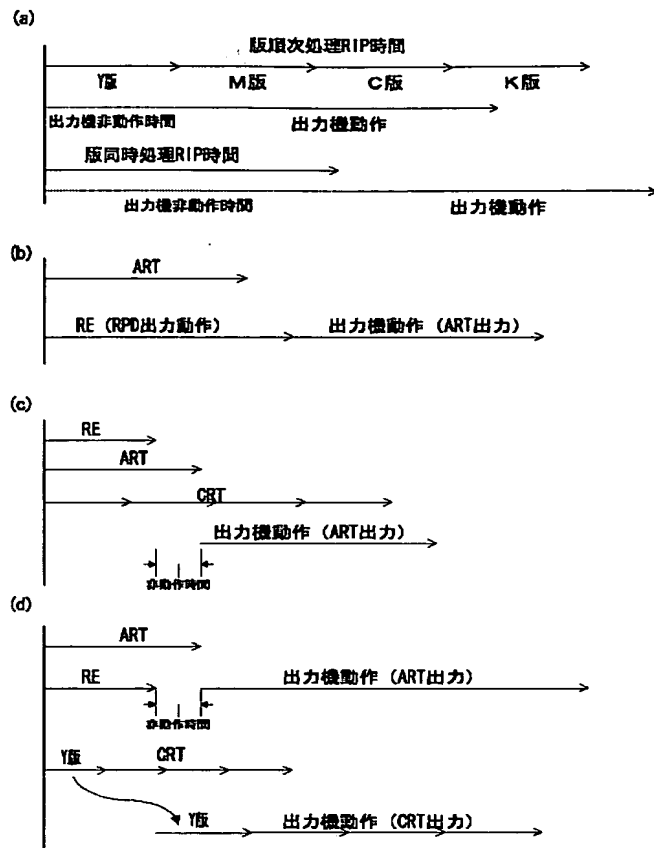 (a)
版順次処理RIP時間
Y版 M版 C版 K版
出力機非動作時間 出力機動作
版同時処理RIP時間
出力機非動作時間 出力機動作
(b)
ART
RE (RPD出力動作) 出力機動作 (ART出力)
(c)
RE
ART
CRT
出力機動作 (ART出力)
非動作時間
(d)
ART
RE 出力機動作 (ART出力)
非動作時間
Y版 CRT
Y版 出力機動作 (CRT出力)